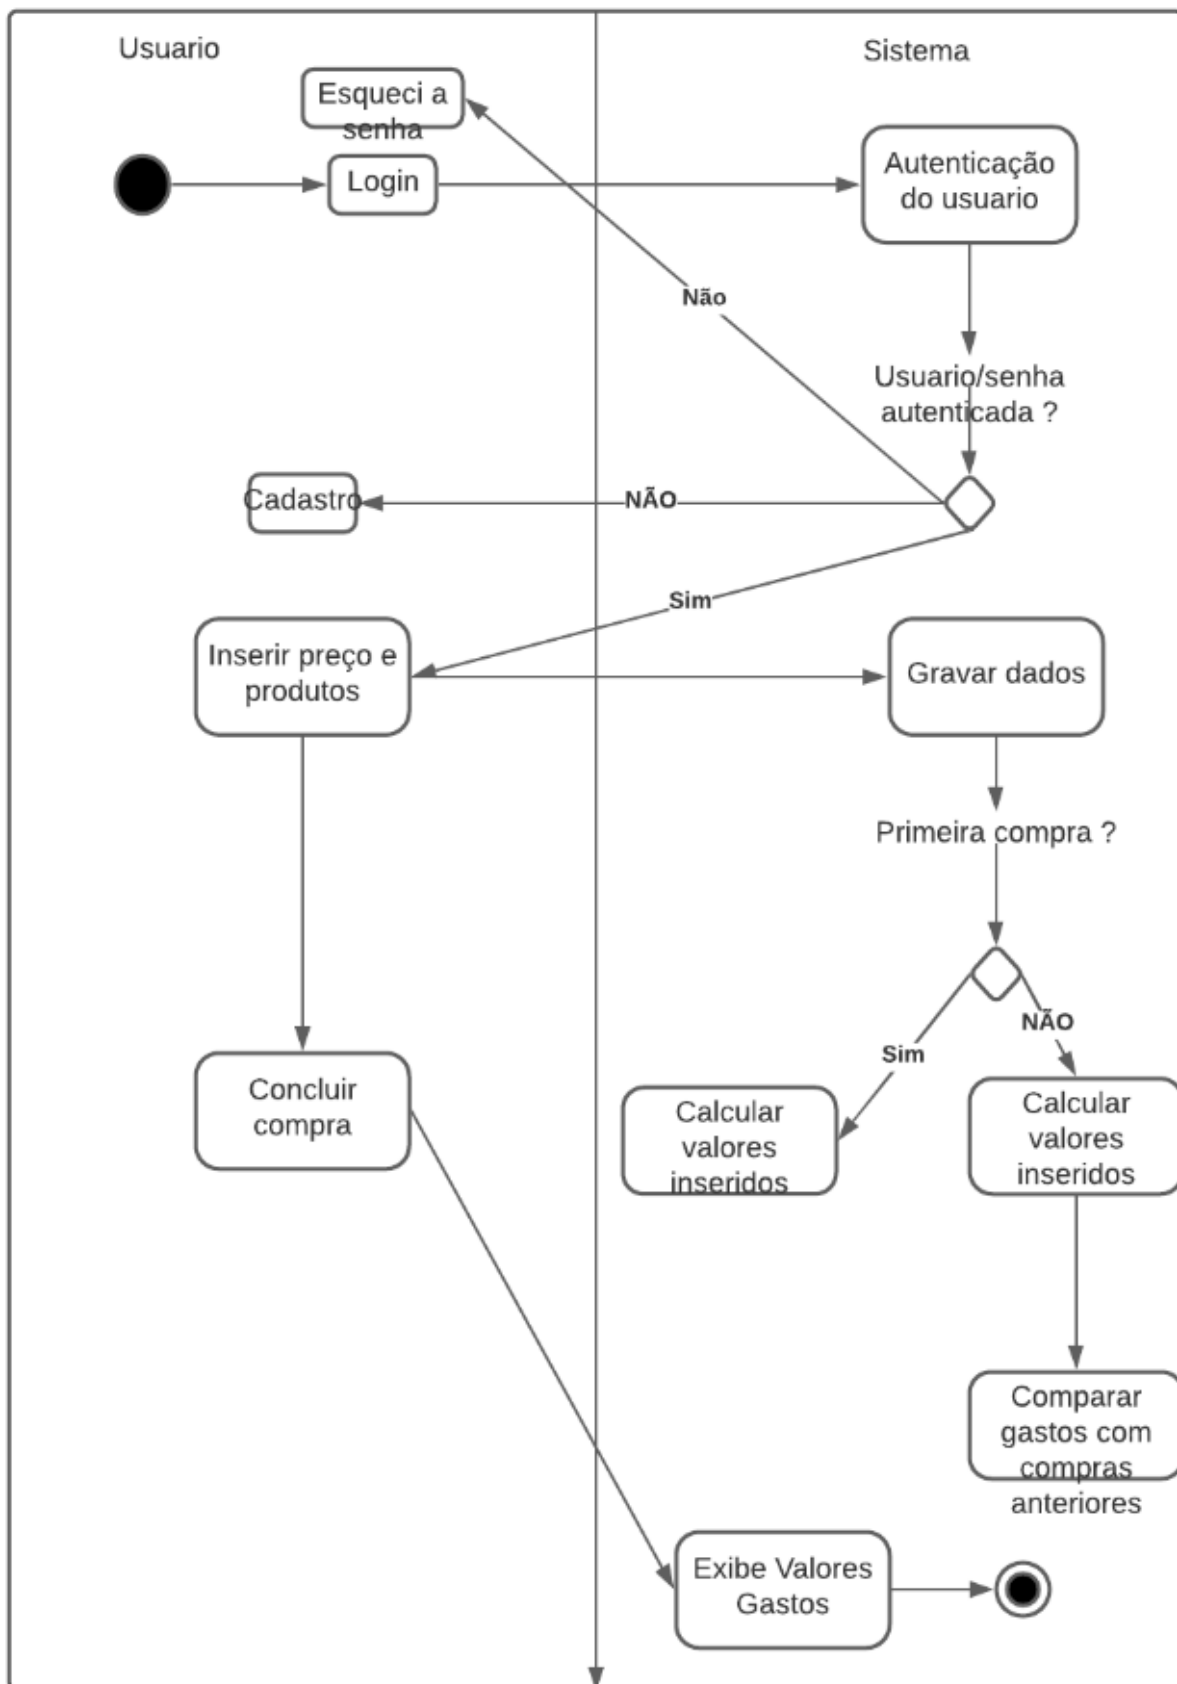 Usuario
Sistema
Esqueci a
senha
Login
Autenticação
do usuario
Não
Usuario/senha
autenticada ?
Cadastro
NÃO
Sim
Inserir preço e
produtos
Gravar dados
Primeira compra ?
NÃO
Sim
Concluir
compra
Calcular
valores
inseridos
Calcular
valores
inseridos
Comparar
gastos com
compras
anteriores
Exibe Valores
Gastos